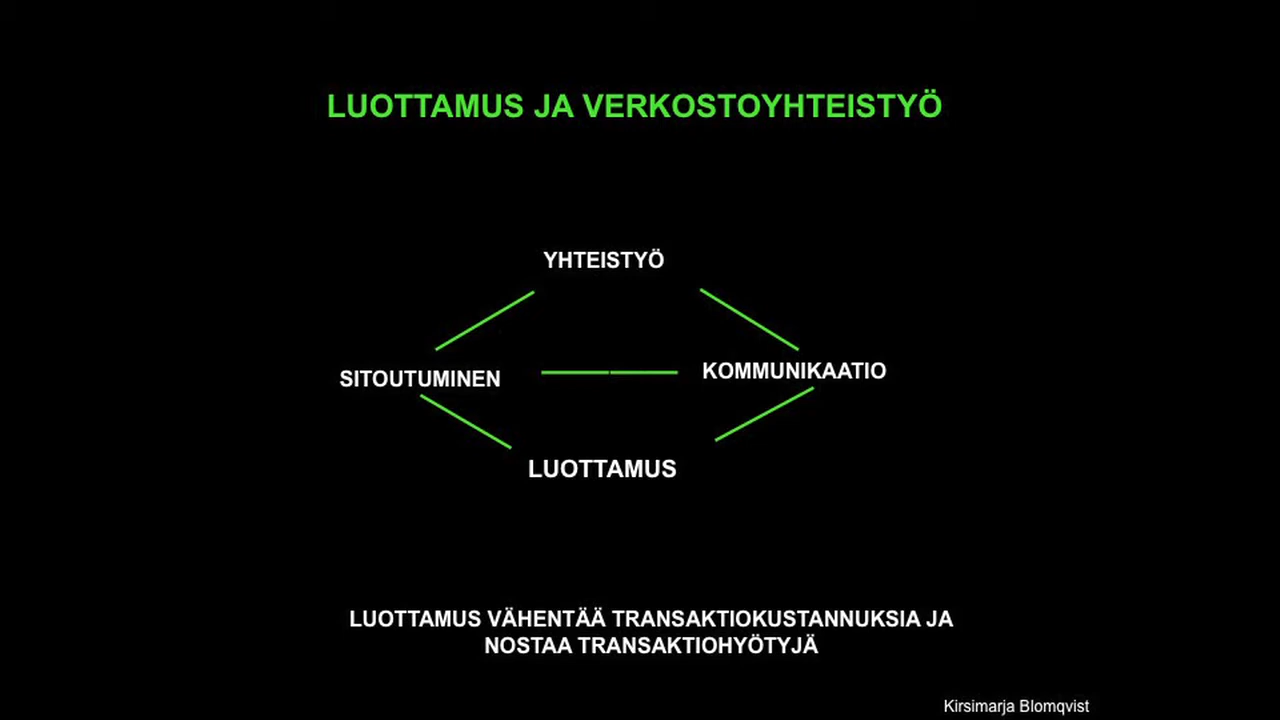 LUOTTAMUS JA VERKOSTOYHTEISTYÖ
YHTEISTYÖ
SITOUTUMINEN
KOMMUNIKAATIO
LUOTTAMUS
LUOTTAMUS VÄHENTÄÄ TRANSAKTIOKUSTANNUKSIA JA
NOSTAA TRANSAKTIOHYÖTYJÄ
Kirsimarja Blomqvist